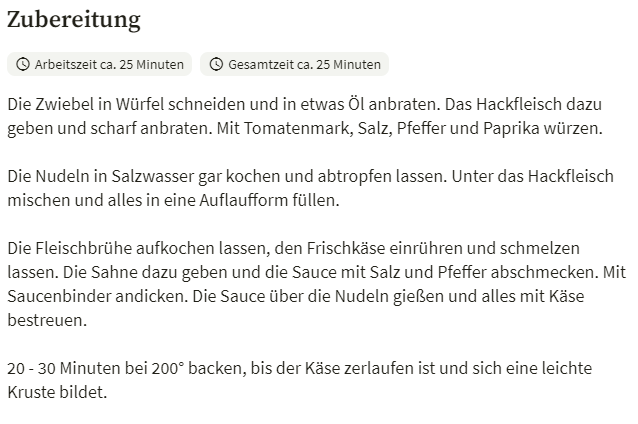 Zubereitung
Arbeitszeit ca. 25 Minuten Gesamtzeit ca. 25 Minuten
Die Zwiebel in Würfel schneiden und in etwas Öl anbraten. Das Hackfleisch dazu
geben und scharf anbraten. Mit Tomatenmark, Salz, Pfeffer und Paprika würzen.
Die Nudeln in Salzwasser gar kochen und abtropfen lassen. Unter das Hackfleisch
mischen und alles in eine Auflaufform füllen.
Die Fleischbrühe aufkochen lassen, den Frischkäse einrühren und schmelzen
lassen. Die Sahne dazu geben und die Sauce mit Salz und Pfeffer abschmecken. Mit
Saucenbinder andicken. Die Sauce über die Nudeln gießen und alles mit Käse
bestreuen.
20 - 30 Minuten bei 200° backen, bis der Käse zerlaufen ist und sich eine leichte
Kruste bildet.